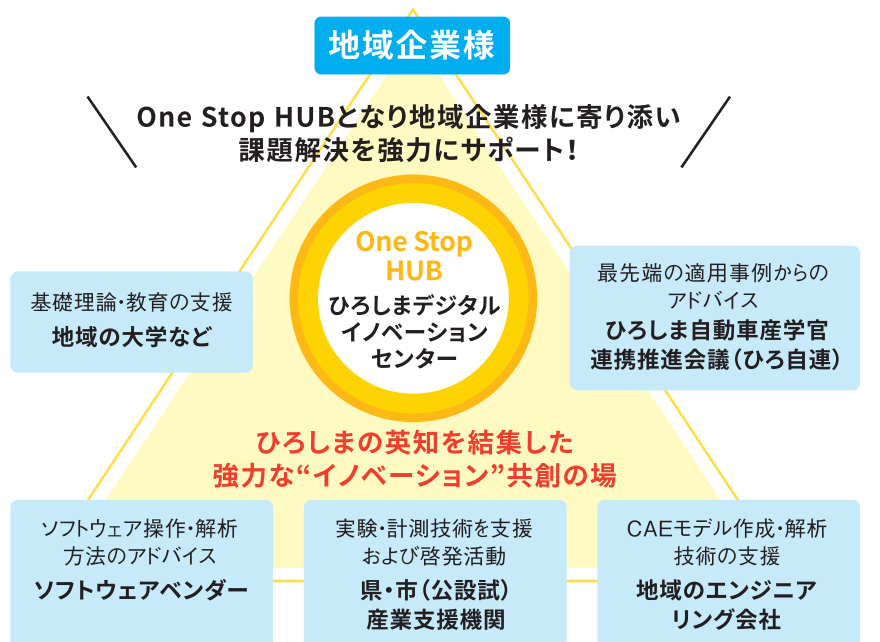 地域企業様
One Stop HUBとなり地域企業様に寄り添い
課題解決を強力にサポート！
One Stop
HUB
ひろしまデジタル
イノベーション
センター
基礎理論・教育の支援
地域の大学など
最先端の適用事例からの
アドバイス
ひろしま自動車産学官
連携推進会議（ひろ自連）
ひろしまの英知を結集した
強力な“イノベーション”共創の場
ソフトウェア操作・解析
方法のアドバイス
ソフトウェアベンダー
実験・計測技術を支援
および啓発活動
県・市（公設試）
産業支援機関
CAEモデル作成・解析
技術の支援
地域のエンジニア
リング会社